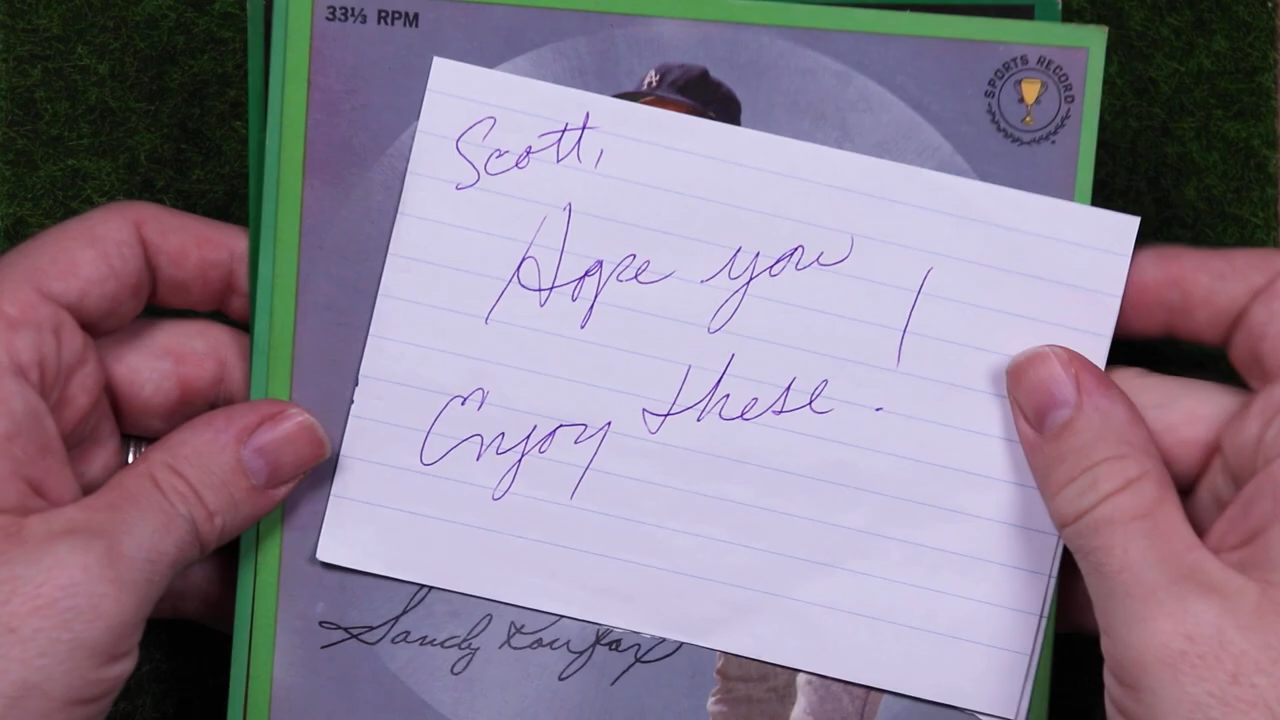 33⅓ RPM
SPORTS RECORD
A
Scott,
Hope you
Enjoy these!
Sandy Koufax